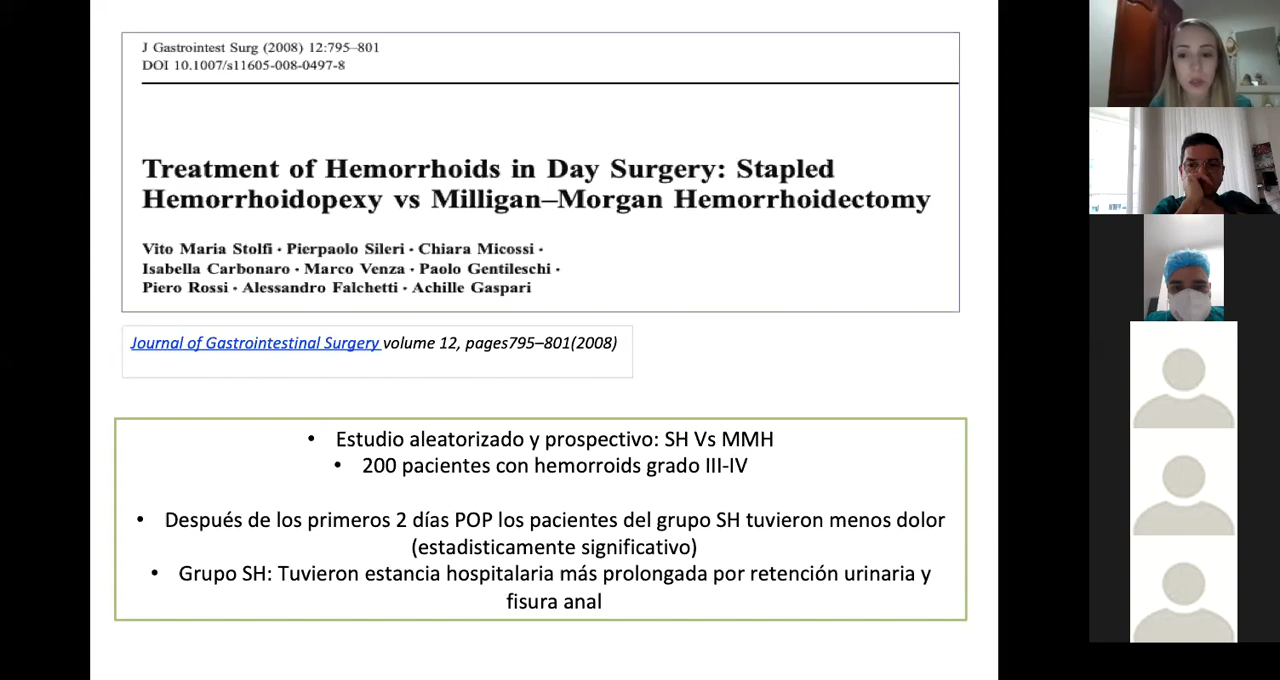 J Gastrointest Surg (2008) 12:795–801
DOI 10.1007/s11605-008-0497-8
Treatment of Hemorrhoids in Day Surgery: Stapled
Hemorrhoidopexy vs Milligan–Morgan Hemorrhoidectomy
Vito Maria Stolfi · Pierpaolo Sileri · Chiara Micossi ·
Isabella Carbonaro · Marco Venza · Paolo Gentileschi ·
Piero Rossi · Alessandro Falchetti · Achille Gaspari
Journal of Gastrointestinal Surgery volume 12, pages795–801(2008)
• Estudio aleatorizado y prospectivo: SH Vs MMH
• 200 pacientes con hemorroids grado III-IV
• Después de los primeros 2 días POP los pacientes del grupo SH tuvieron menos dolor
(estadisticamente significativo)
• Grupo SH: Tuvieron estancia hospitalaria más prolongada por retención urinaria y
fisura anal